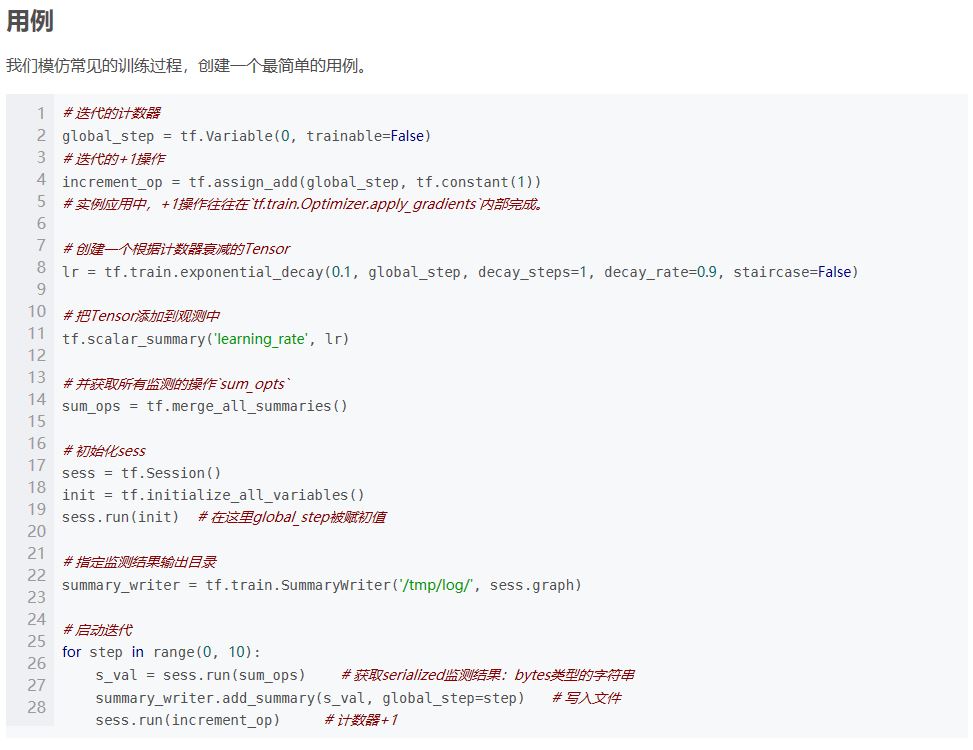 用例
我们模仿常见的训练过程，创建一个最简单的用例。
1 # 迭代的计数器
2 global_step = tf.Variable(0, trainable=False)
3 # 迭代的+1操作
4 increment_op = tf.assign_add(global_step, tf.constant(1))
5 # 实例应用中，+1操作往往在`tf.train.Optimizer.apply_gradients`内部完成。
6
7 # 创建一个根据计数器衰减的Tensor
8 lr = tf.train.exponential_decay(0.1, global_step, decay_steps=1, decay_rate=0.9, staircase=False)
9
10 # 把Tensor添加到观测中
11 tf.scalar_summary('learning_rate', lr)
12
13 # 并获取所有监测的操作`sum_opts`
14 sum_ops = tf.merge_all_summaries()
15
16 # 初始化sess
17 sess = tf.Session()
18 init = tf.initialize_all_variables()
19 sess.run(init)  # 在这里global_step被赋初值
20
21 # 指定监测结果输出目录
22 summary_writer = tf.train.SummaryWriter('/tmp/log/', sess.graph)
23
24 # 启动迭代
25 for step in range(0, 10):
26     s_val = sess.run(sum_ops)    # 获取serialized监测结果：bytes类型的字符串
27     summary_writer.add_summary(s_val, global_step=step)   # 写入文件
28     sess.run(increment_op)     # 计数器+1